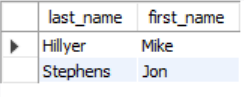 last_name first_name
Hillyer Mike
Stephens Jon